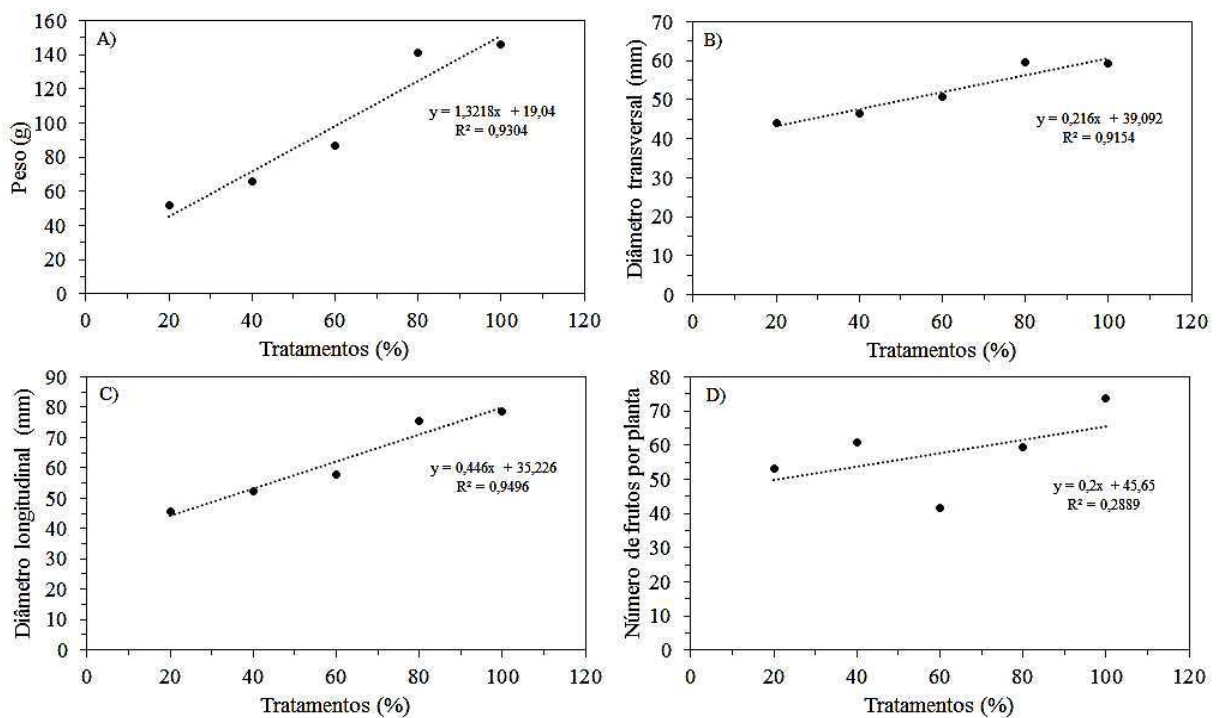 A)
Peso (g)
160
140
120
100
80
60
40
20
0
y = 1,3218x + 19,04
R² = 0,9304
0 20 40 60 80 100 120
Tratamentos (%)
B)
Diâmetro transversal (mm)
70
60
50
40
30
20
10
0
y = 0,216x + 39,092
R² = 0,9154
0 20 40 60 80 100 120
Tratamentos (%)
C)
Diâmetro longitudinal (mm)
90
80
70
60
50
40
30
20
10
0
y = 0,446x + 35,226
R² = 0,9496
0 20 40 60 80 100 120
Tratamentos (%)
D)
Número de frutos por planta
80
70
60
50
40
30
20
10
0
y = 0,2x + 45,65
R² = 0,2889
0 20 40 60 80 100 120
Tratamentos (%)